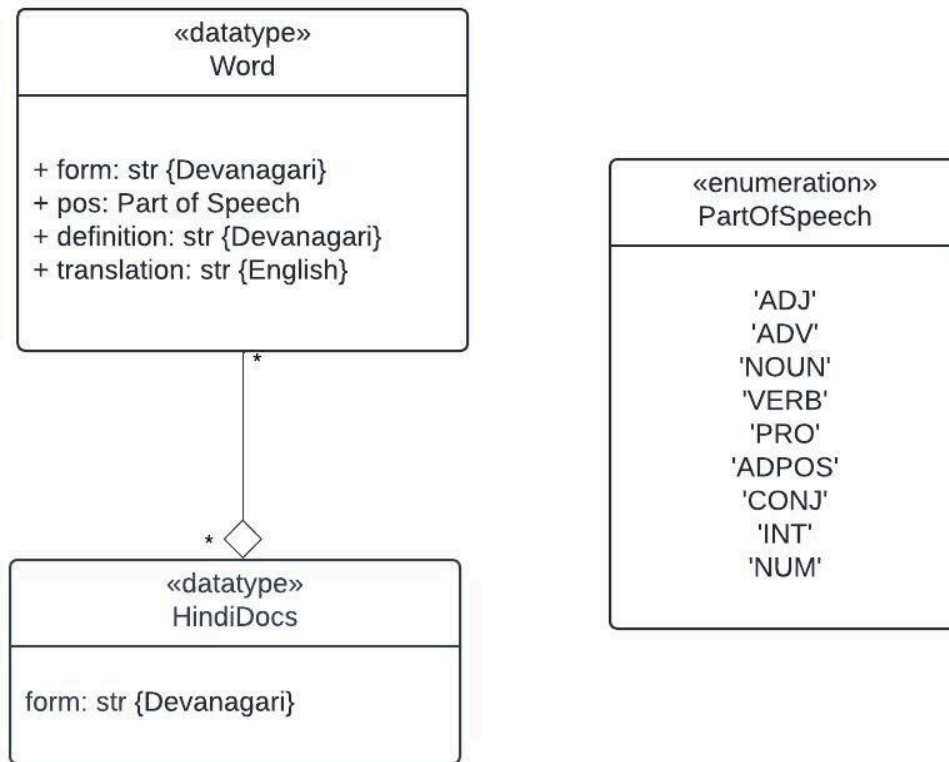 «datatype»
Word
+ form: str {Devanagari}
+ pos: Part of Speech
+ definition: str {Devanagari}
+ translation: str {English}
*
*
«datatype»
HindiDocs
form: str {Devanagari}
«enumeration»
PartOfSpeech
'ADJ'
'ADV'
'NOUN'
'VERB'
'PRO'
'ADPOS'
'CONJ'
'INT'
'NUM'